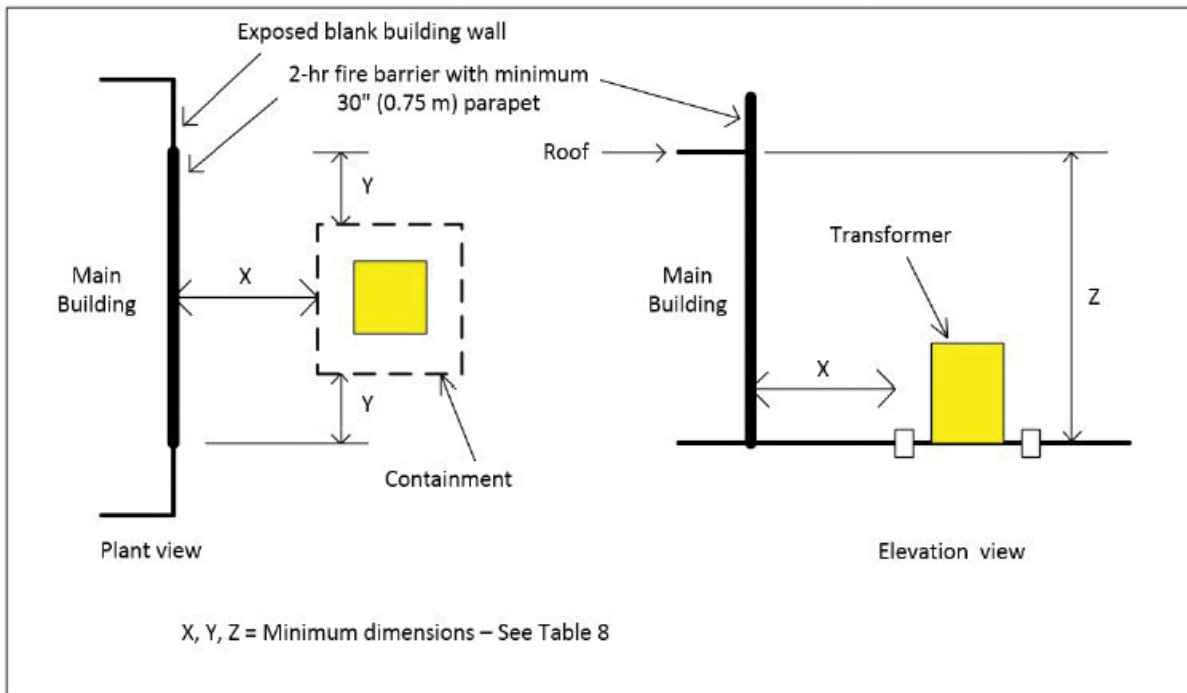 Exposed blank building wall
2-hr fire barrier with minimum
30" (0.75 m) parapet
Roof
Y
Transformer
Main
Building
X
Main
Building
Z
X
Y
Containment
Plant view
Elevation view
X, Y, Z = Minimum dimensions – See Table 8